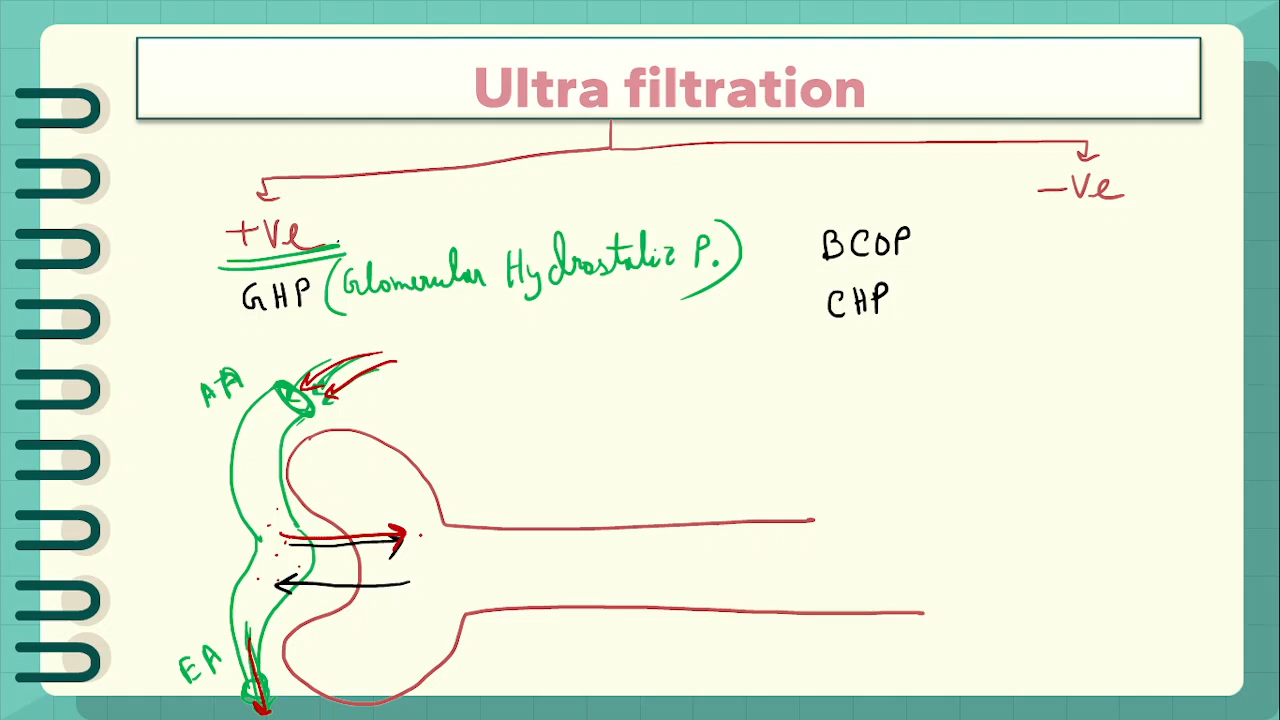 Ultra filtration
+Ve
-Ve
GHP (Glomerular Hydrostatic P.)
BCOP
CHP
AA
EA